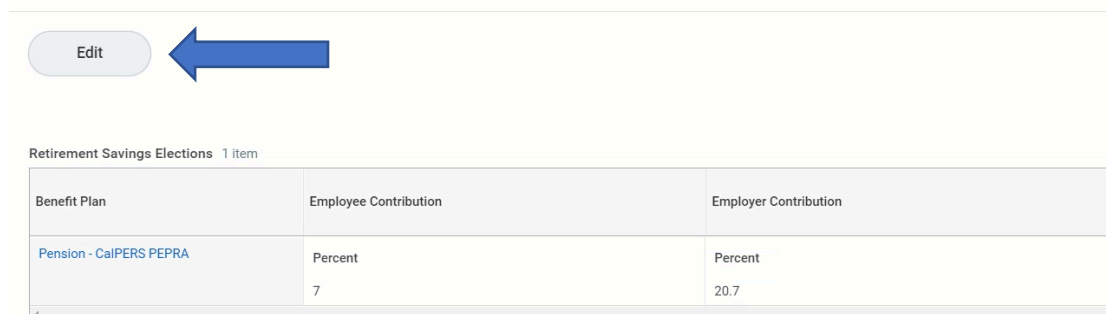 Edit
Retirement Savings Elections 1 item
Benefit Plan Employee Contribution Employer Contribution
Pension - CalPERS PEPRA Percent Percent
7 20.7